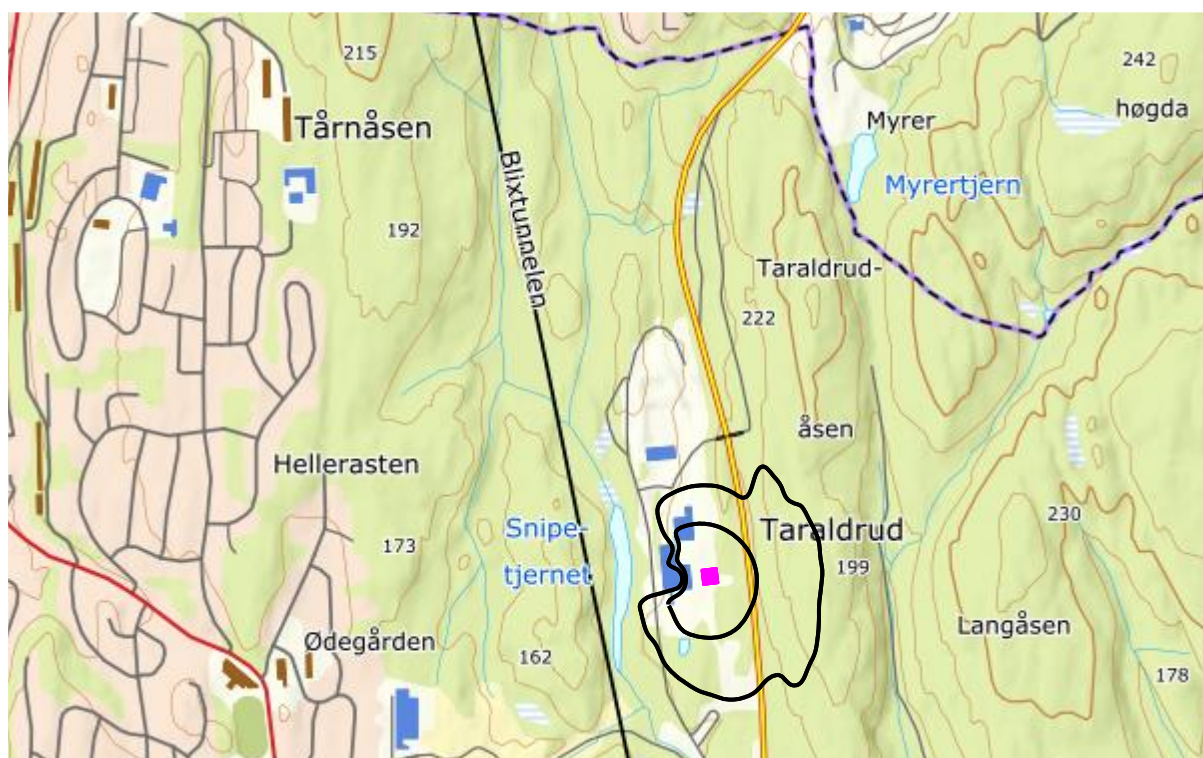 215
242
høgda
Tårnåsen
Myrer
Blixtunnelen
Myrertjern
192
Taraldrud-
222
åsen
Hellerasten
230
Snipe-
Taraldrud
173
199
tjernet
Langåsen
Ødegården
162
178